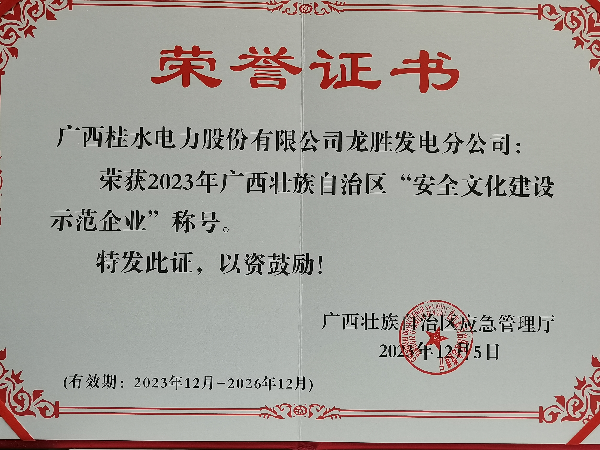 荣誉证书
广西桂水电力股份有限公司龙胜发电分公司：
荣获2023年广西壮族自治区“安全文化建设
示范企业”称号。
特发此证，以资鼓励！
广西壮族自治区应急管理厅
2023年12月5日
(有效期：2023年12月-2026年12月)